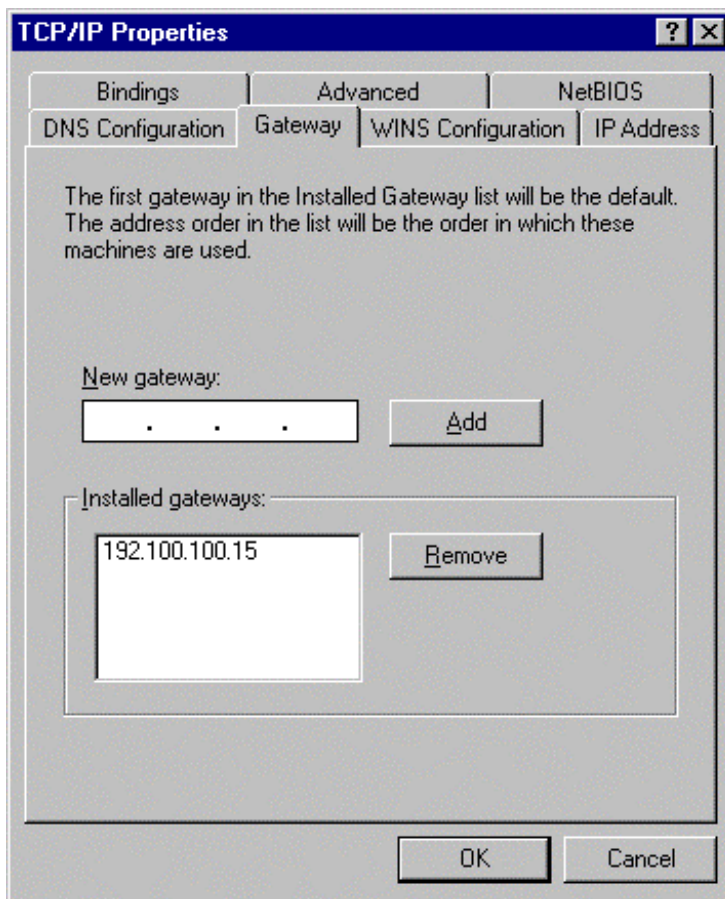 TCP/IP Properties
Bindings
Advanced
NetBIOS
DNS Configuration
Gateway
WINS Configuration
IP Address
The first gateway in the Installed Gateway list will be the default.
The address order in the list will be the order in which these
machines are used.
New gateway:
. . .
Add
Installed gateways:
192.100.100.15
Remove
OK
Cancel